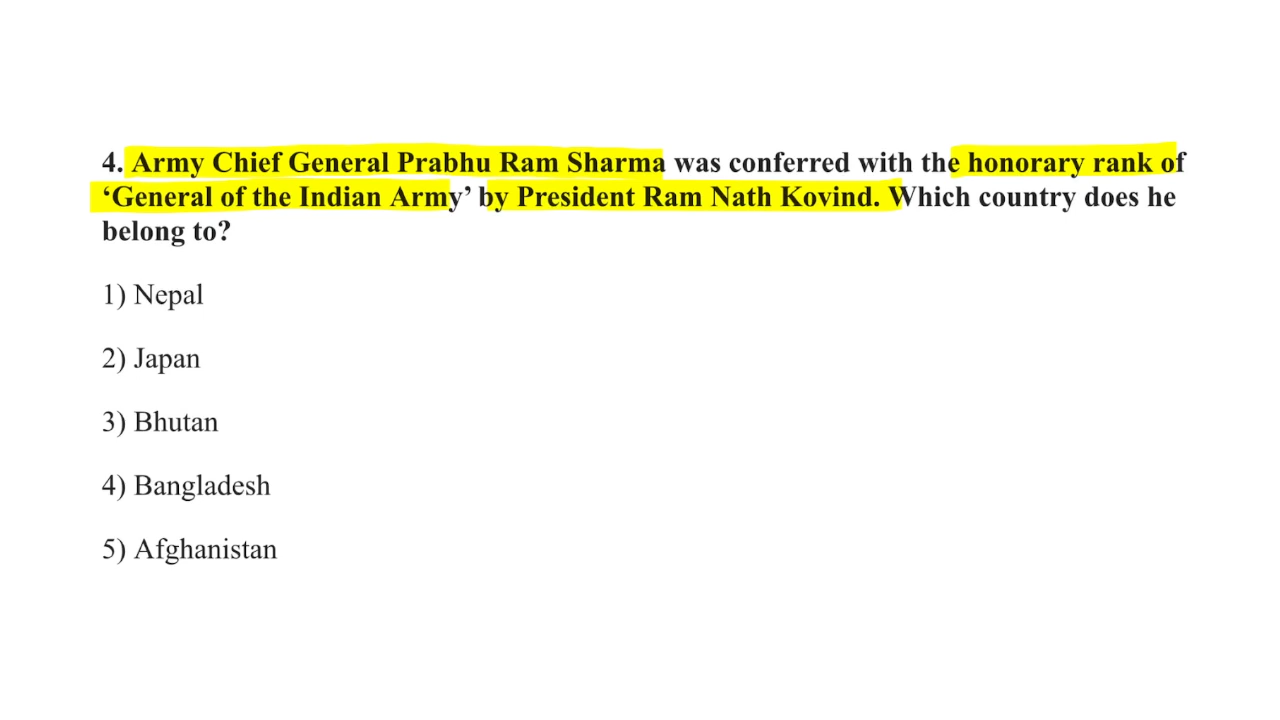 4. Army Chief General Prabhu Ram Sharma was conferred with the honorary rank of
‘General of the Indian Army’ by President Ram Nath Kovind. Which country does he
belong to?
1) Nepal
2) Japan
3) Bhutan
4) Bangladesh
5) Afghanistan